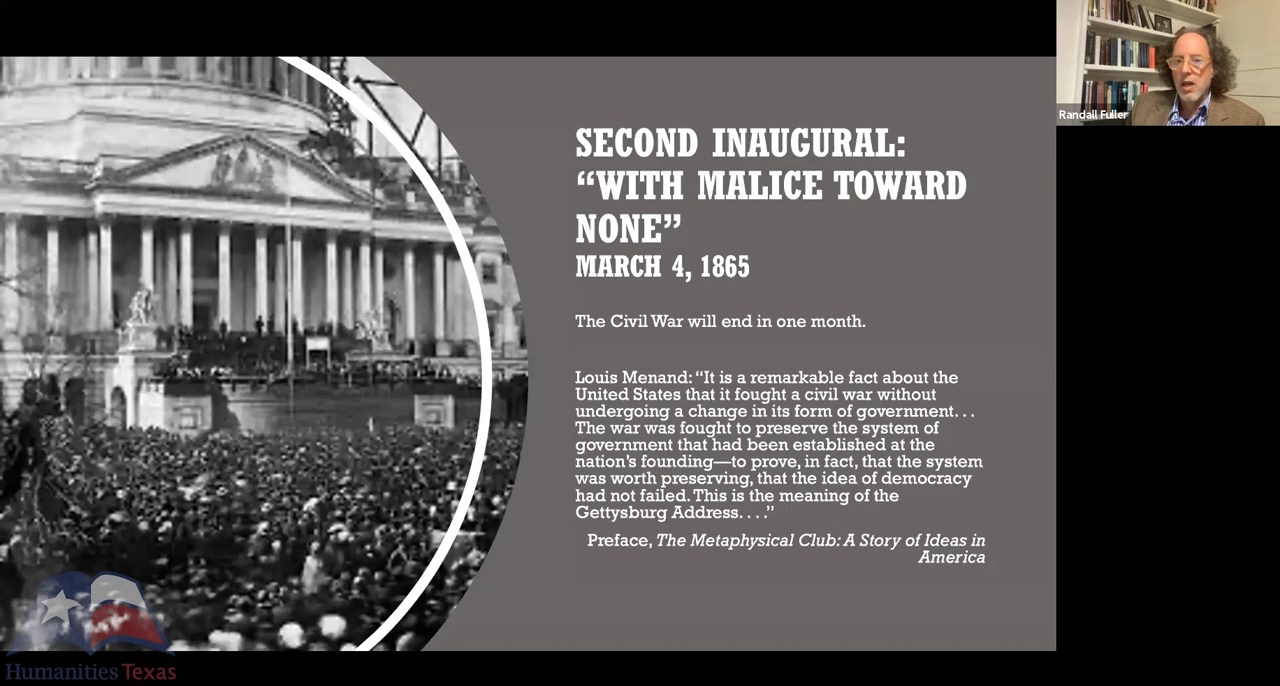 SECOND INAUGURAL:
“WITH MALICE TOWARD
NONE”
MARCH 4, 1865
The Civil War will end in one month.
Louis Menand: “It is a remarkable fact about the
United States that it fought a civil war without
undergoing a change in its form of government. . .
The war was fought to preserve the system of
government that had been established at the
nation’s founding—to prove, in fact, that the system
was worth preserving, that the idea of democracy
had not failed. This is the meaning of the
Gettysburg Address. . . .”
Preface, The Metaphysical Club: A Story of Ideas in
America
Randall Fuller
Humanities Texas